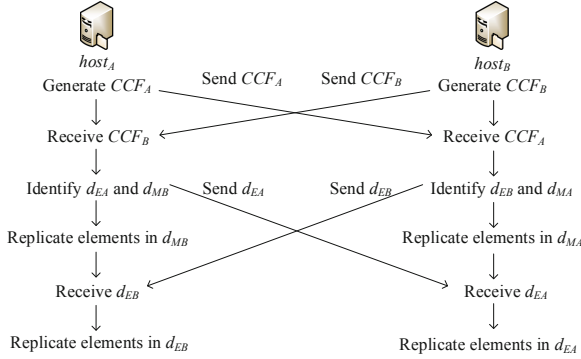 host_A host_B
Generate CCF_A Send CCF_A Send CCF_B Generate CCF_B
Receive CCF_B Receive CCF_A
Identify d_EA and d_MB Send d_EA Send d_EB Identify d_EB and d_MA
Replicate elements in d_MB Replicate elements in d_MA
Receive d_EB Receive d_EA
Replicate elements in d_EB Replicate elements in d_EA